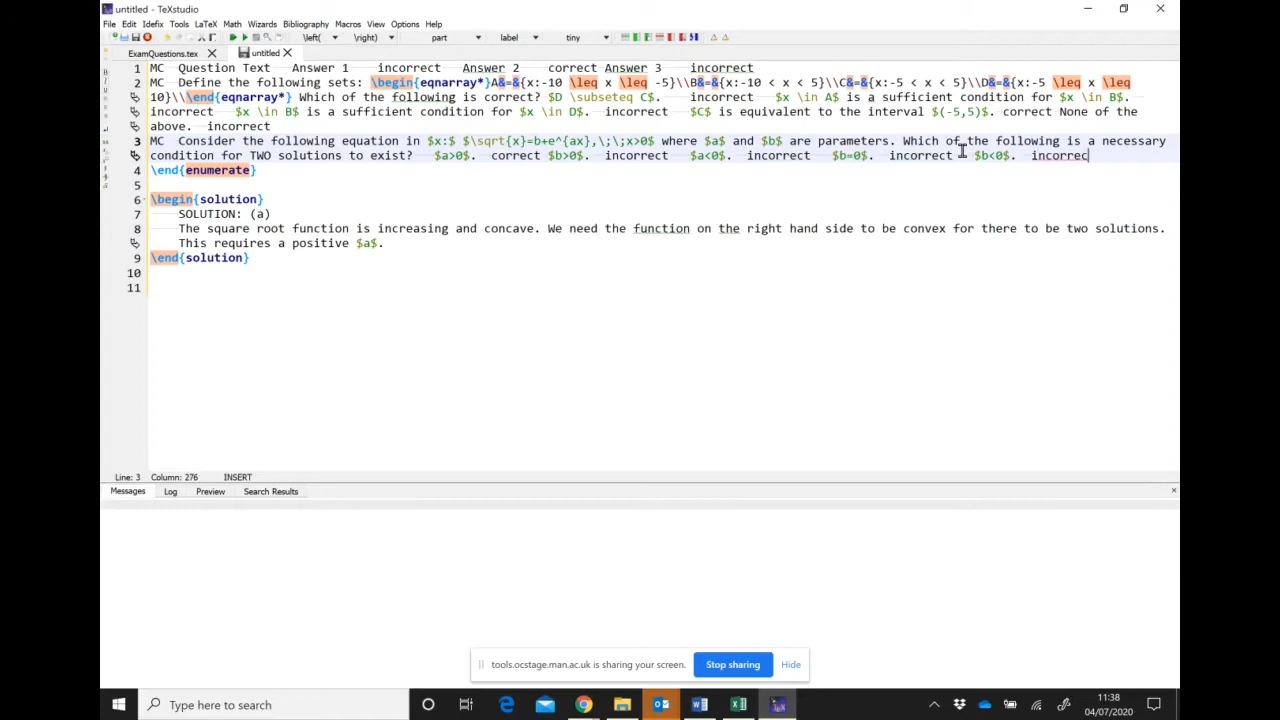 untitled - TeXstudio
File Edit Idefix Tools LaTeX Math Wizards Bibliography Macros View Options Help
\left( \right) part label tiny
ExamQuestions.tex untitled
1 MC Question Text Answer 1 incorrect Answer 2 correct Answer 3 incorrect
2 MC Define the following sets: \begin{eqnarray*}A&=&{x:-10 \leq x \leq -5}\\B&=&{x:-10 < x < 5}\\C&=&{x:-5 < x < 5}\\D&=&{x:-5 \leq x \leq
10}\\\end{eqnarray*} Which of the following is correct? $D \subseteq C$. incorrect $x \in A$ is a sufficient condition for $x \in B$.
incorrect $x \in B$ is a sufficient condition for $x \in D$. incorrect $C$ is equivalent to the interval $(-5,5)$. correct None of the
above. incorrect
3 MC Consider the following equation in $x:$ $\sqrt{x}=b+e^{ax},\;\;x>0$ where $a$ and $b$ are parameters. Which of the following is a necessary
condition for TWO solutions to exist? $a>0$. correct $b>0$. incorrect $a<0$. incorrect $b=0$. incorrect $b<0$. incorrec
4 \end{enumerate}
5
6 \begin{solution}
7 SOLUTION: (a)
8 The square root function is increasing and concave. We need the function on the right hand side to be convex for there to be two solutions.
This requires a positive $a$.
9 \end{solution}
10
11
Line: 3 Column: 276 INSERT
Messages Log Preview Search Results
tools.ocstage.man.ac.uk is sharing your screen. Stop sharing Hide
Type here to search
11:38
04/07/2020